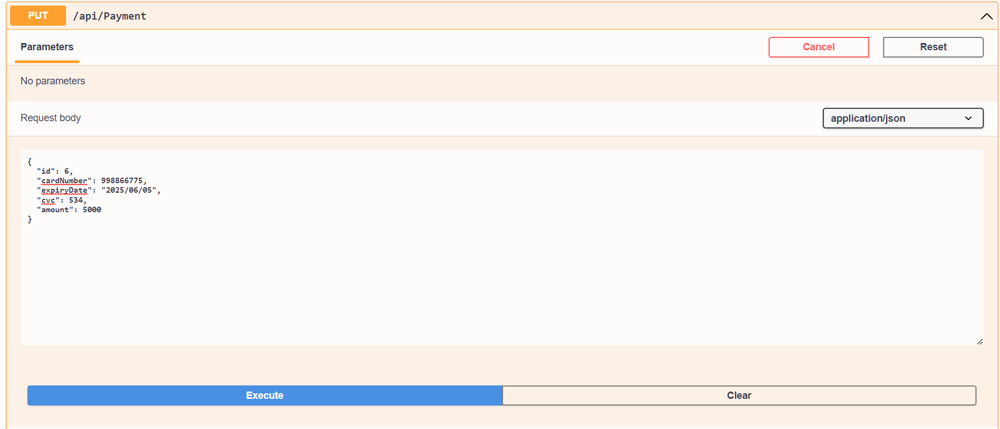 PUT /api/Payment
Parameters
Cancel
Reset
No parameters
Request body
application/json
{
  "id": 6,
  "cardNumber": 998866775,
  "expiryDate": "2025/06/05",
  "cvc": 534,
  "amount": 5000
}
Execute
Clear